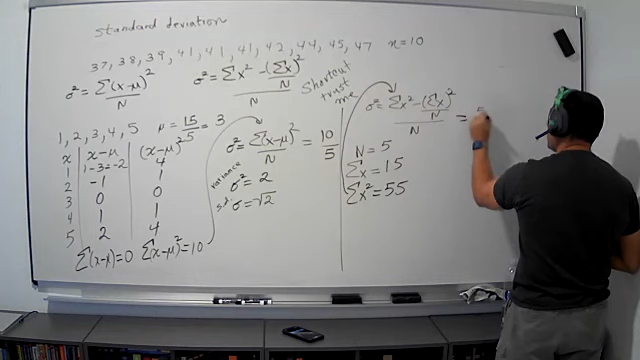 standard deviation
37, 38, 39, 41, 41, 41, 42, 44, 45, 47 n = 10
σ² = Σ(x-μ)² / N
σ² = Σx² - (Σx)² / N
Shortcut
trust
me
1, 2, 3, 4, 5 μ = 15/5 = 3
x | x-μ | (x-μ)²
1 | 1-3=-2 | 4
2 | -1 | 1
3 | 0 | 0
4 | 1 | 1
5 | 2 | 4
Σ(x-μ)=0 Σ(x-μ)²=10
σ² = Σ(x-μ)² / N = 10/5
variance σ² = 2
s.d. σ = √2
σ² = Σx² - (Σx)²/N / N = 5
N = 5
Σx = 15
Σx² = 55